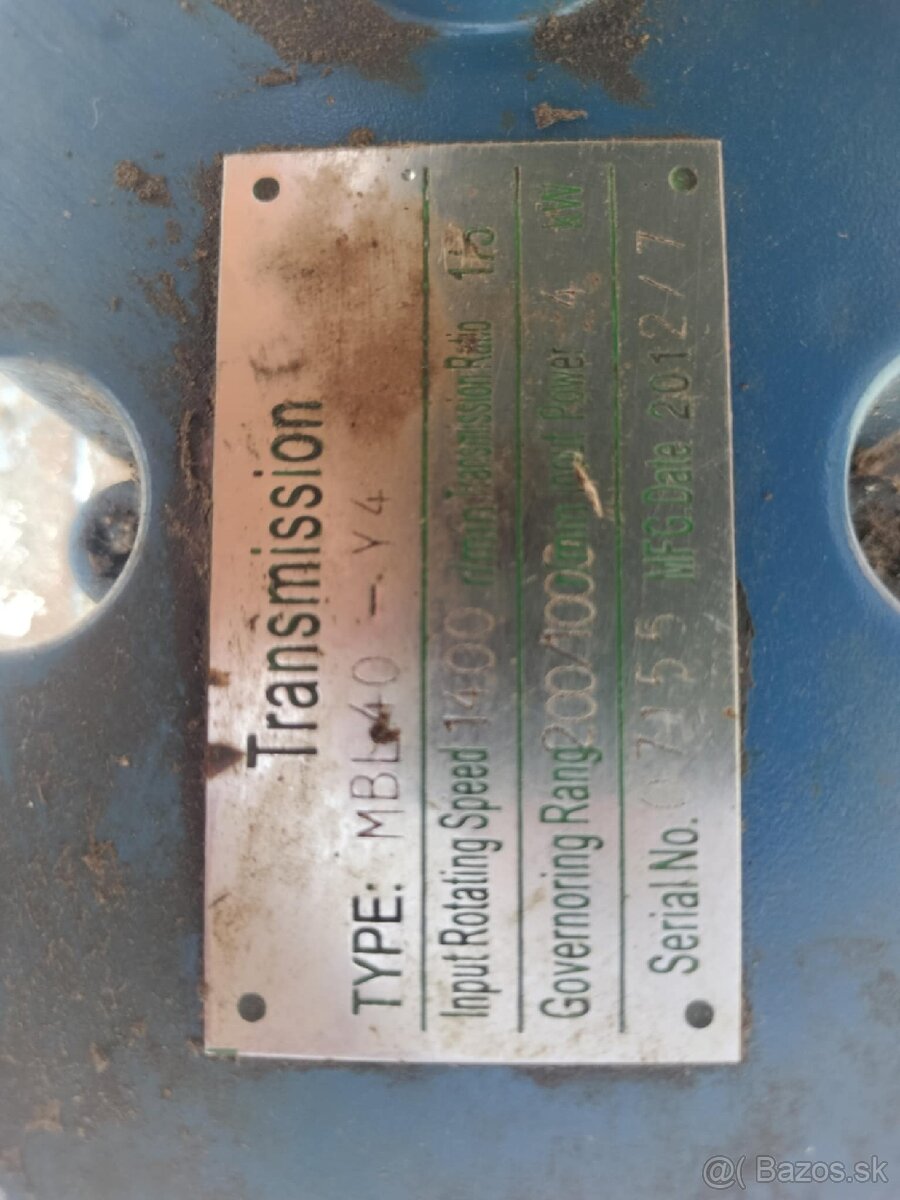 Transmission
TYPE: MBL40-Y4
Input Rotating Speed 1400 r/min Transmission Ratio 1/5
Governoring Rang 200/1000 Input Power 4 kW
Serial No. 07155 MFG.Date 2012/7
@( Bazos.sk